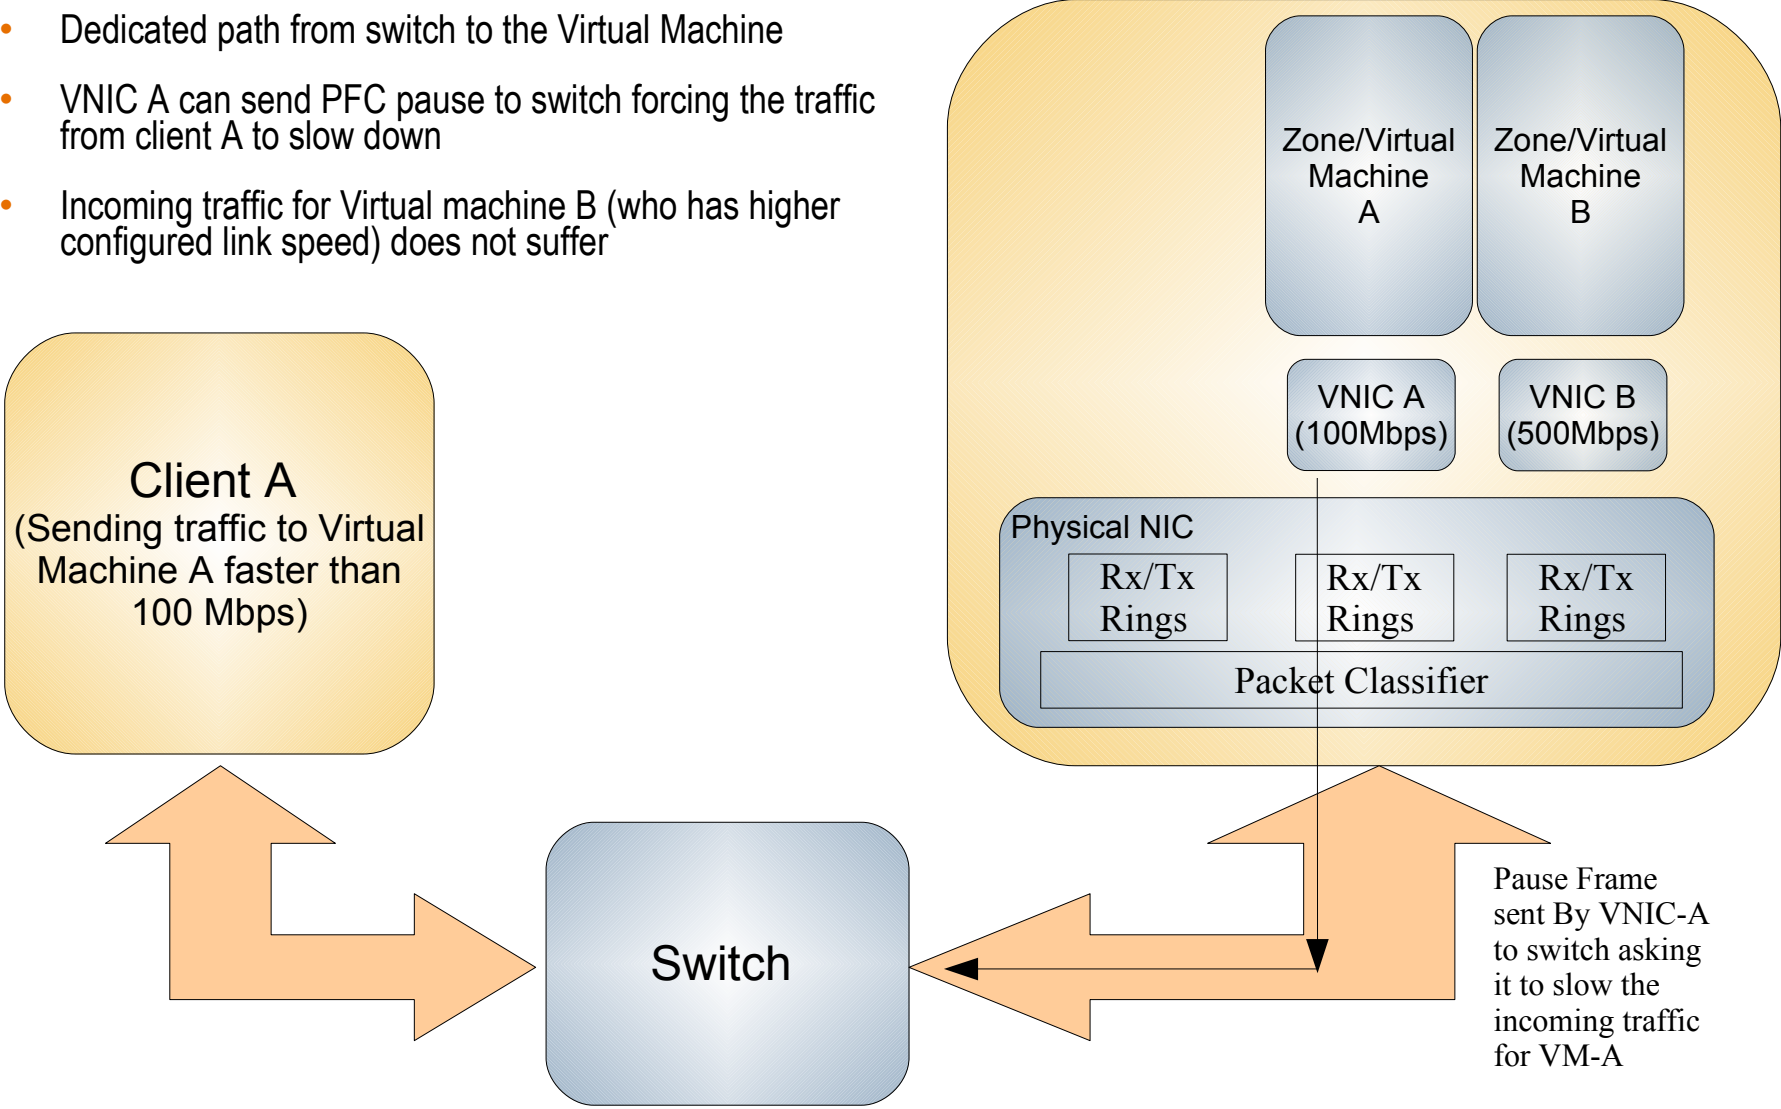 • Dedicated path from switch to the Virtual Machine
• VNIC A can send PFC pause to switch forcing the traffic
from client A to slow down
• Incoming traffic for Virtual machine B (who has higher
configured link speed) does not suffer
Zone/Virtual
Machine
A
Zone/Virtual
Machine
B
VNIC A
(100Mbps)
VNIC B
(500Mbps)
Physical NIC
Rx/Tx
Rings
Rx/Tx
Rings
Rx/Tx
Rings
Packet Classifier
Client A
(Sending traffic to Virtual
Machine A faster than
100 Mbps)
Switch
Pause Frame
sent By VNIC-A
to switch asking
it to slow the
incoming traffic
for VM-A